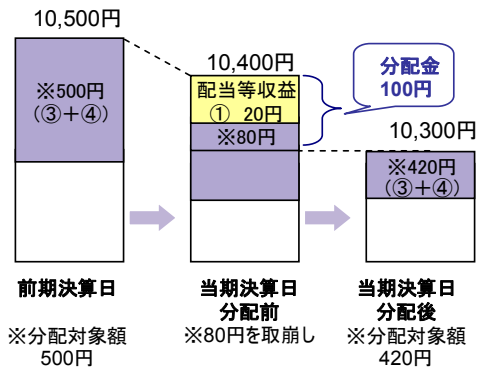 10,500円
※500円
（③＋④）
10,400円
配当等収益
① 20円
※80円
分配金
100円
10,300円
※420円
（③＋④）
前期決算日
当期決算日
分配前
当期決算日
分配後
※分配対象額
500円
※80円を取崩し
※分配対象額
420円